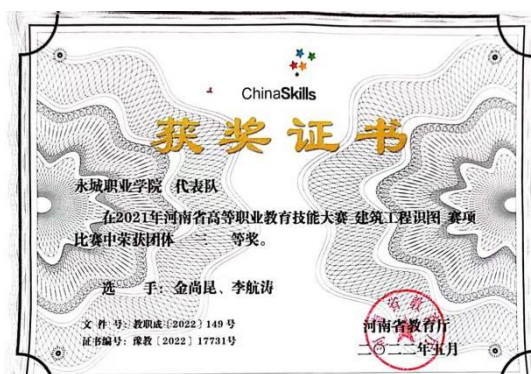 ChinaSkills
获奖证书
永城职业学院 代表队
在2021年河南省高等职业教育技能大赛 建筑工程识图 赛项
比赛中荣获团体 二 等奖。
选 手：金尚昆、李航涛
文 件 号：教职成〔2022〕149号
证书编号：豫教〔2022〕17731号
河南省教育厅
二〇二二年五月